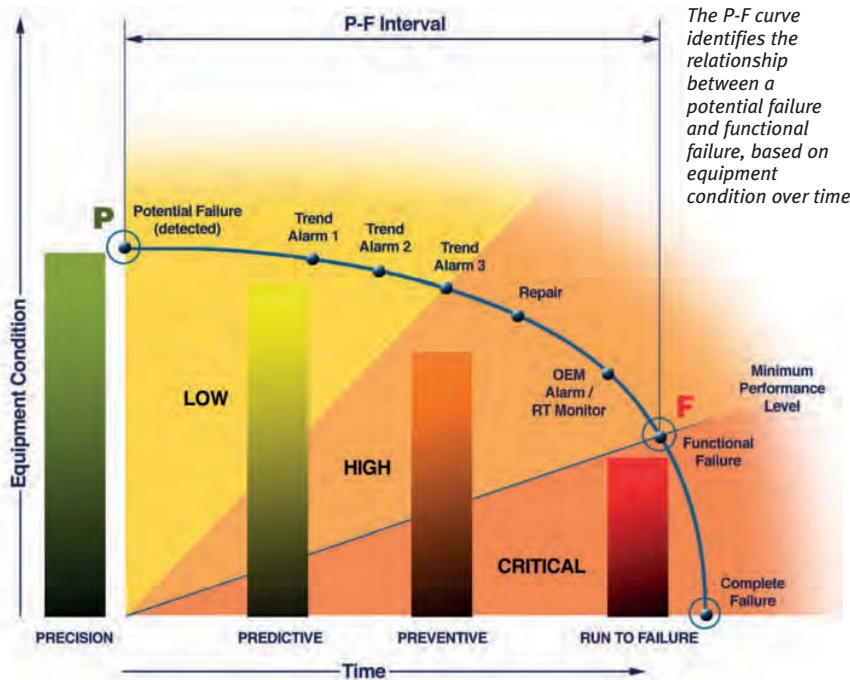 P-F Interval
The P-F curve
identifies the
relationship
between a
potential failure
and functional
failure, based on
equipment
condition over time
P
Potential Failure
(detected)
Trend
Alarm 1
Trend
Alarm 2
Trend
Alarm 3
Repair
OEM
Alarm /
RT Monitor
F
Functional
Failure
Minimum
Performance
Level
Complete
Failure
Equipment Condition
LOW
HIGH
CRITICAL
PRECISION
PREDICTIVE
PREVENTIVE
RUN TO FAILURE
Time